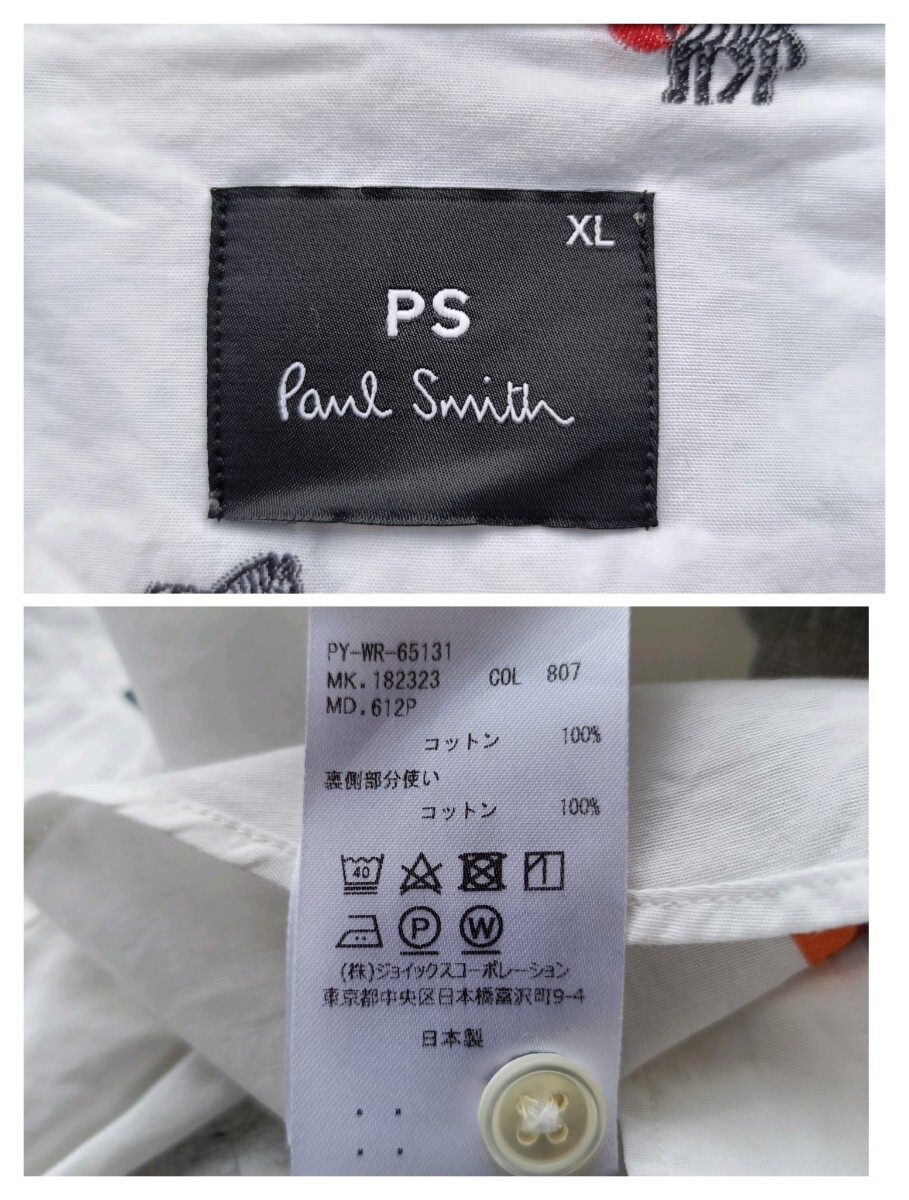 XL
PS
Paul Smith
PY-WR-65131
MK.182323 COL 807
MD.612P
コットン 100%
裏側部分使い
コットン 100%
40
P W
(株)ジョイックスコーポレーション
東京都中央区日本橋富沢町9-4
日本製